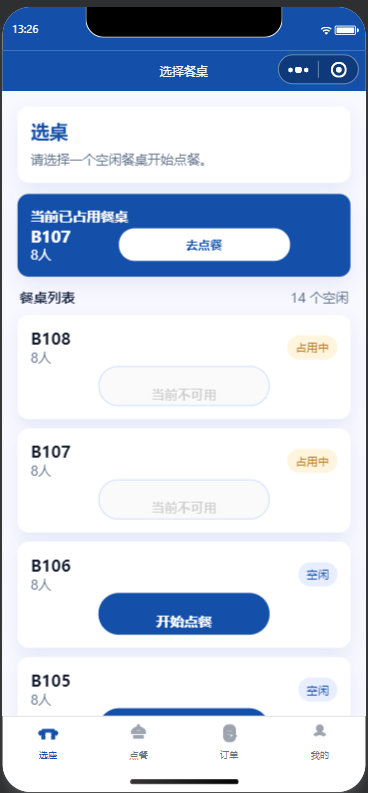 13:26
选择餐桌
选桌
请选择一个空闲餐桌开始点餐。
当前已占用餐桌
B107
8人
去点餐
餐桌列表
14 个空闲
B108
8人
占用中
当前不可用
B107
8人
占用中
当前不可用
B106
8人
空闲
开始点餐
B105
8人
空闲
选座
点餐
订单
我的